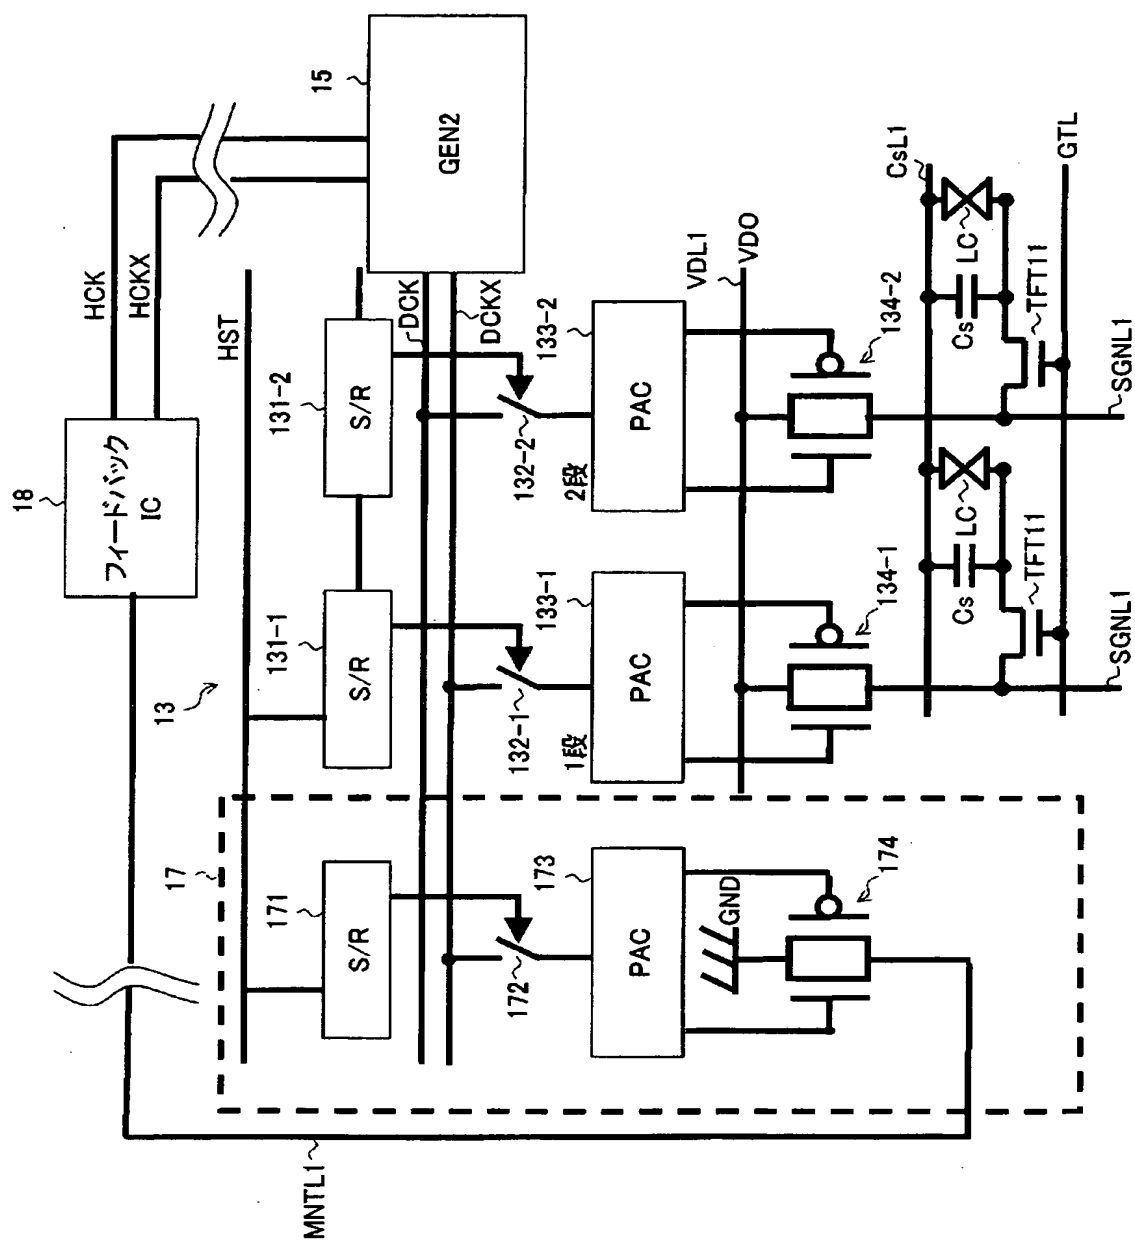 18
フィードバック
IC
HCK
HCKX
15
GEN2
13
HST
17
171
S/R
131-1
S/R
131-2
S/R
DCK
DCKX
172
132-1
132-2
173
PAC
1段
133-1
PAC
2段
133-2
PAC
VDL1
VDO
GND
174
134-1
134-2
CsL1
Cs
LC
TFT11
Cs
LC
TFT11
GTL
SGNL1
SGNL1
MNTL1